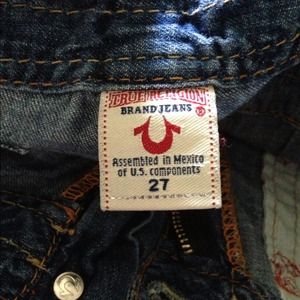 TRUE RELIGION
BRAND JEANS ®
Assembled in Mexico
of U.S. components
27